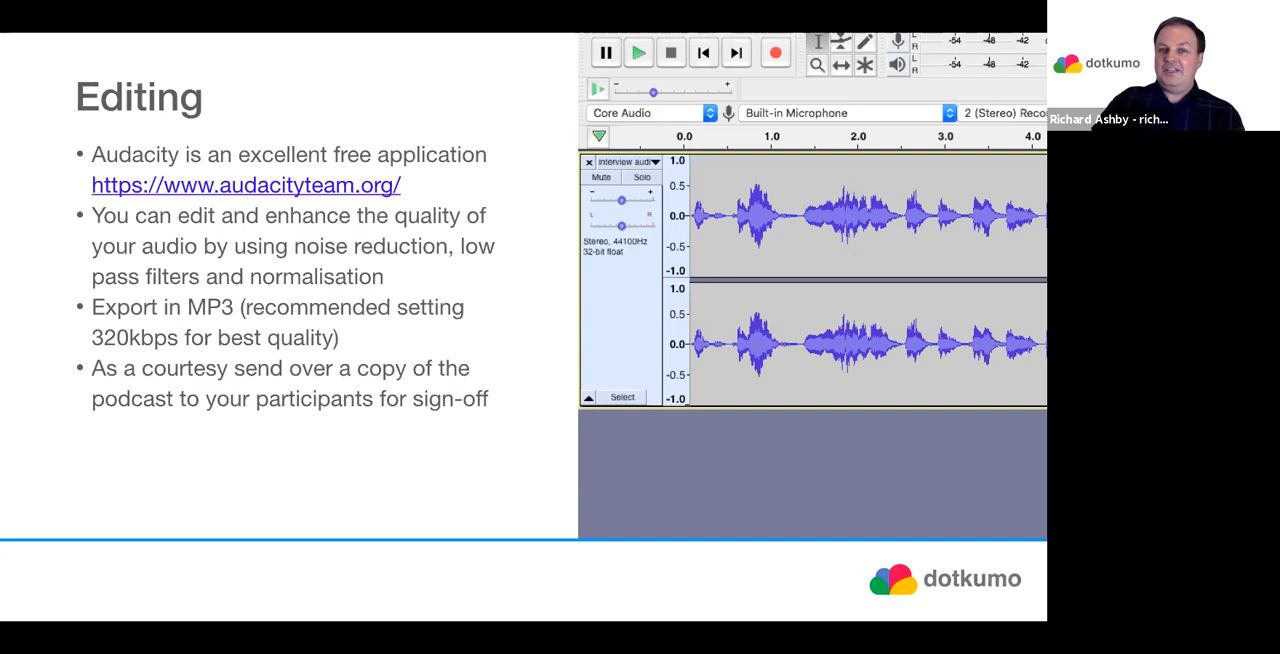 Editing
• Audacity is an excellent free application
https://www.audacityteam.org/
• You can edit and enhance the quality of
your audio by using noise reduction, low
pass filters and normalisation
• Export in MP3 (recommended setting
320kbps for best quality)
• As a courtesy send over a copy of the
podcast to your participants for sign-off
L
R
-54 -48 -42
L
R
-54 -48 -42
- +
Core Audio
Built-in Microphone
2 (Stereo) Reco
0.0 1.0 2.0 3.0 4.0
Interview audi
Mute Solo
- +
L R
Stereo, 44100Hz
32-bit float
Select
1.0
0.5
0.0
-0.5
-1.0
1.0
0.5
0.0
-0.5
-1.0
dotkumo
dotkumo
Richard Ashby - rich...